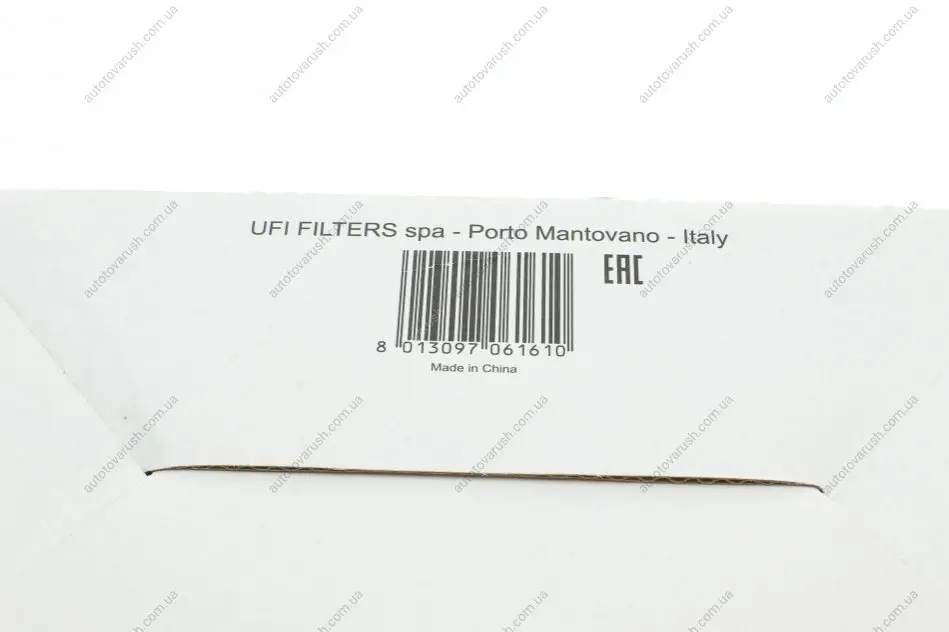 UFI FILTERS spa - Porto Mantovano - Italy
EAC
8 013097 061610
Made in China
autotovarush.com.ua